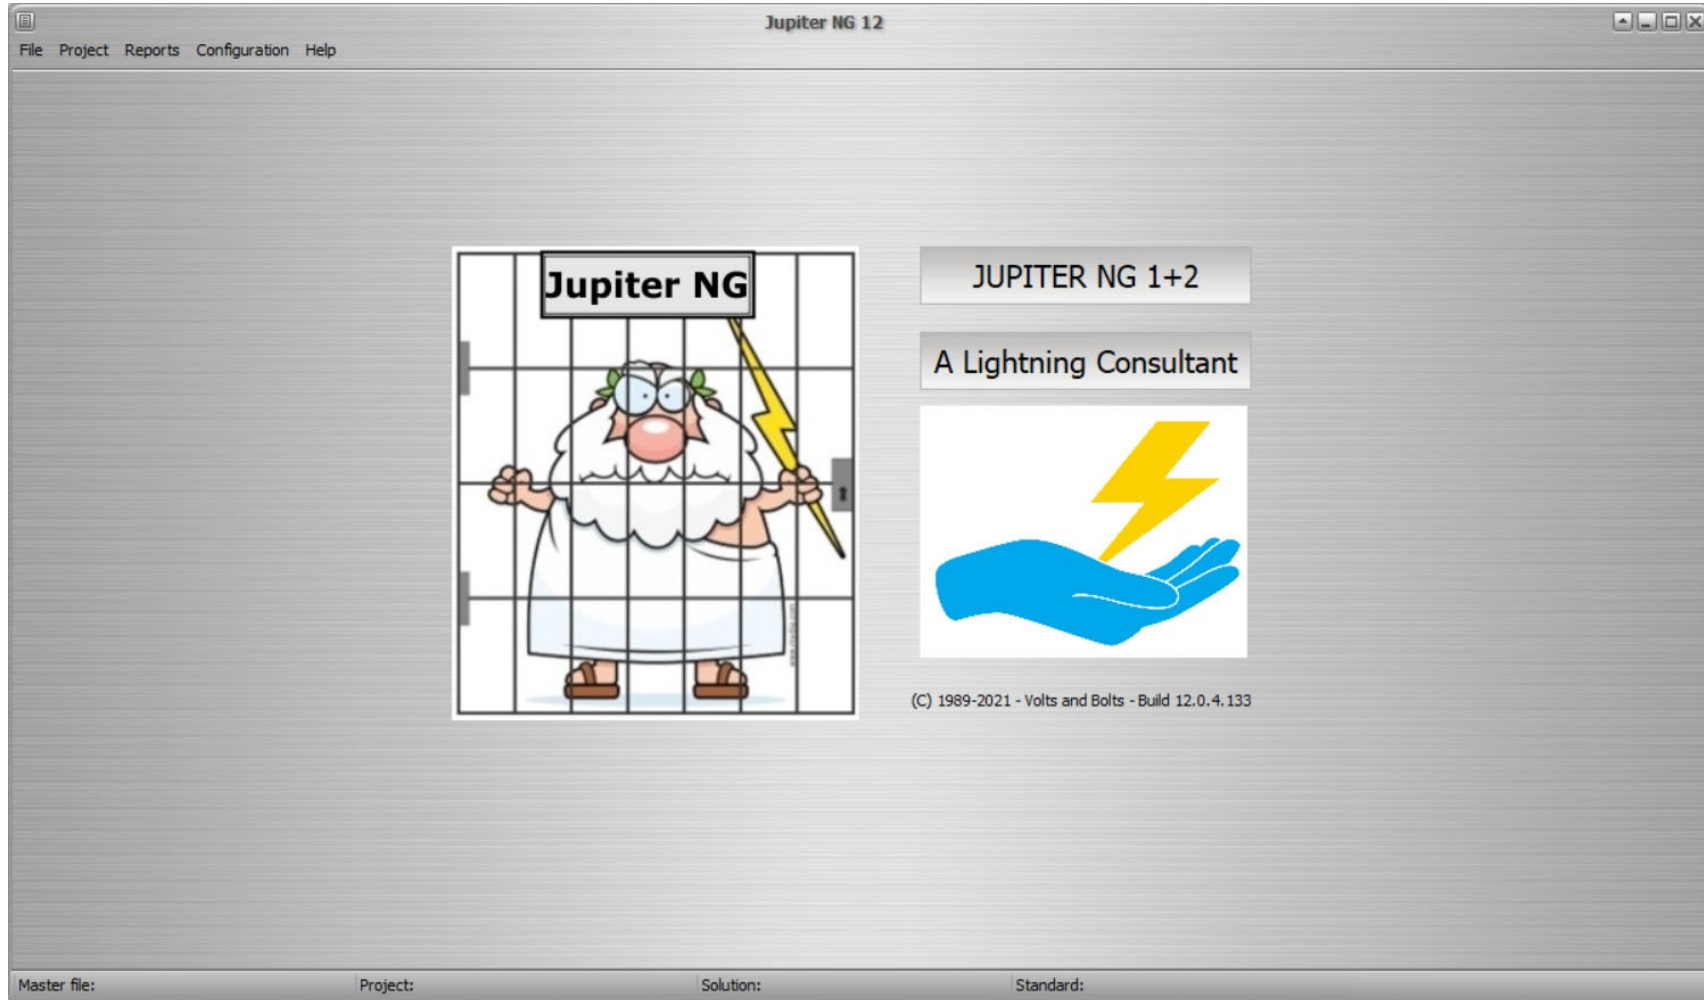 Jupiter NG 12
File Project Reports Configuration Help
Jupiter NG
JUPITER NG 1+2
A Lightning Consultant
(C) 1989-2021 - Volts and Bolts - Build 12.0.4.133
Master file: Project: Solution: Standard: